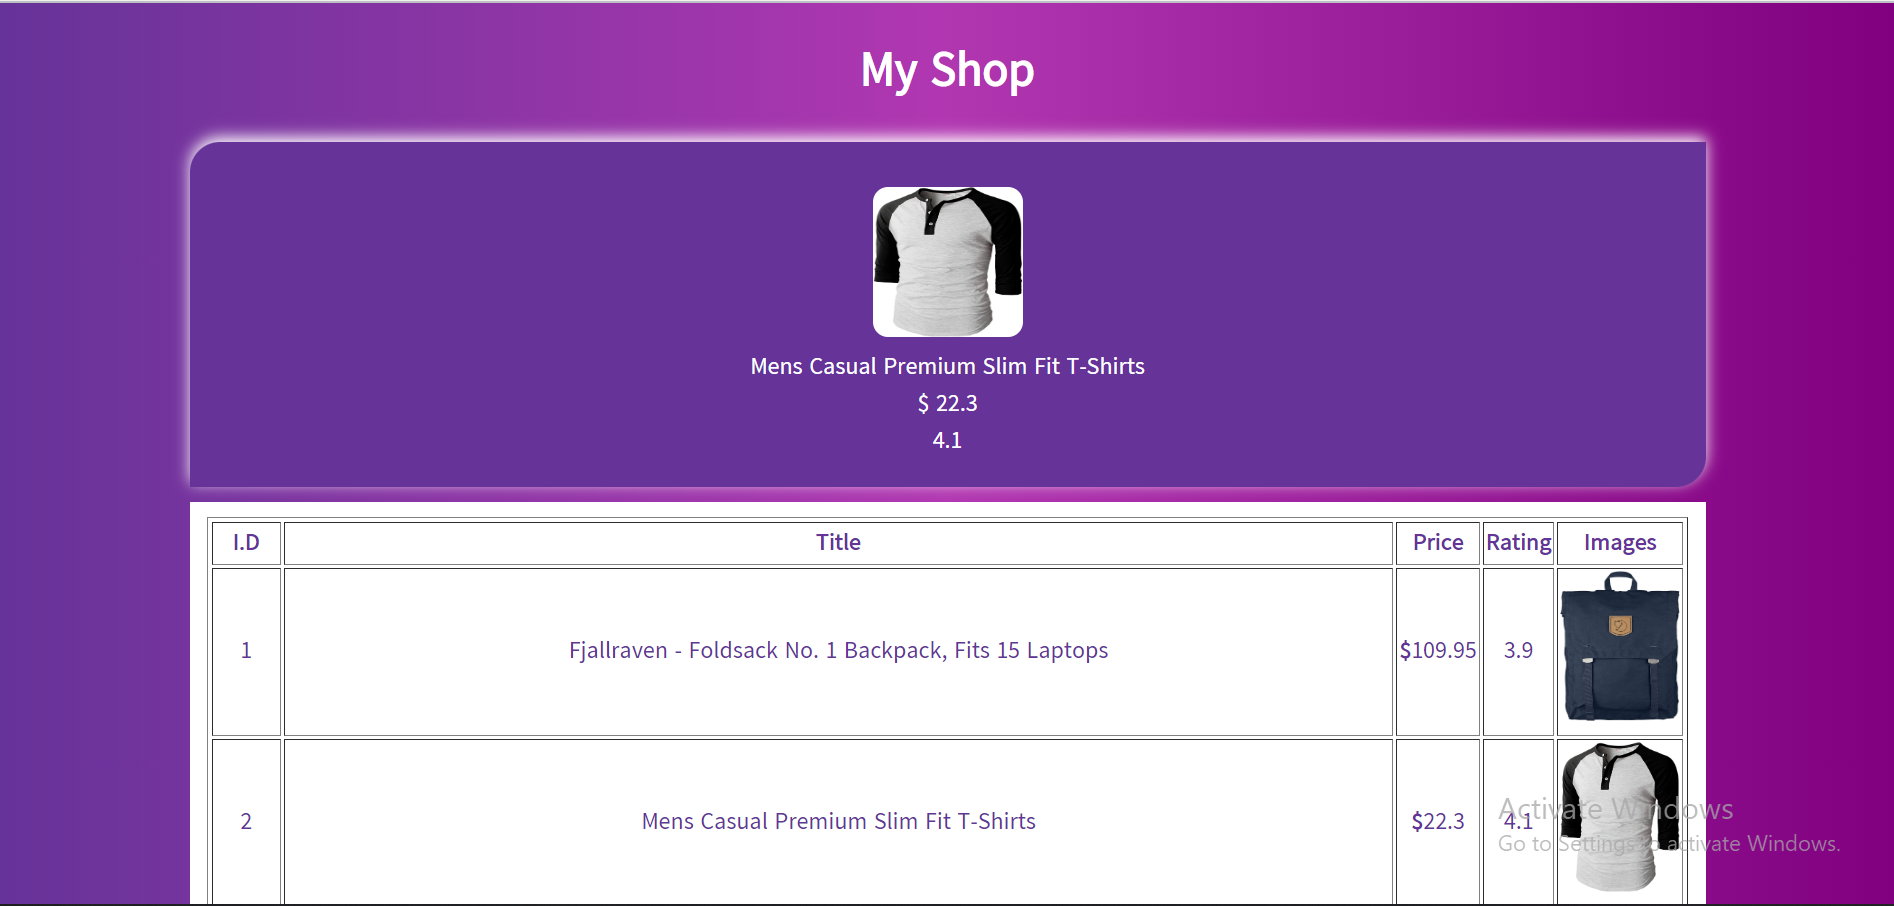 My Shop
Mens Casual Premium Slim Fit T-Shirts
$ 22.3
4.1
I.D Title Price Rating Images
1 Fjallraven - Foldsack No. 1 Backpack, Fits 15 Laptops $109.95 3.9
2 Mens Casual Premium Slim Fit T-Shirts $22.3 4.1
Activate Windows
Go to Settings to activate Windows.